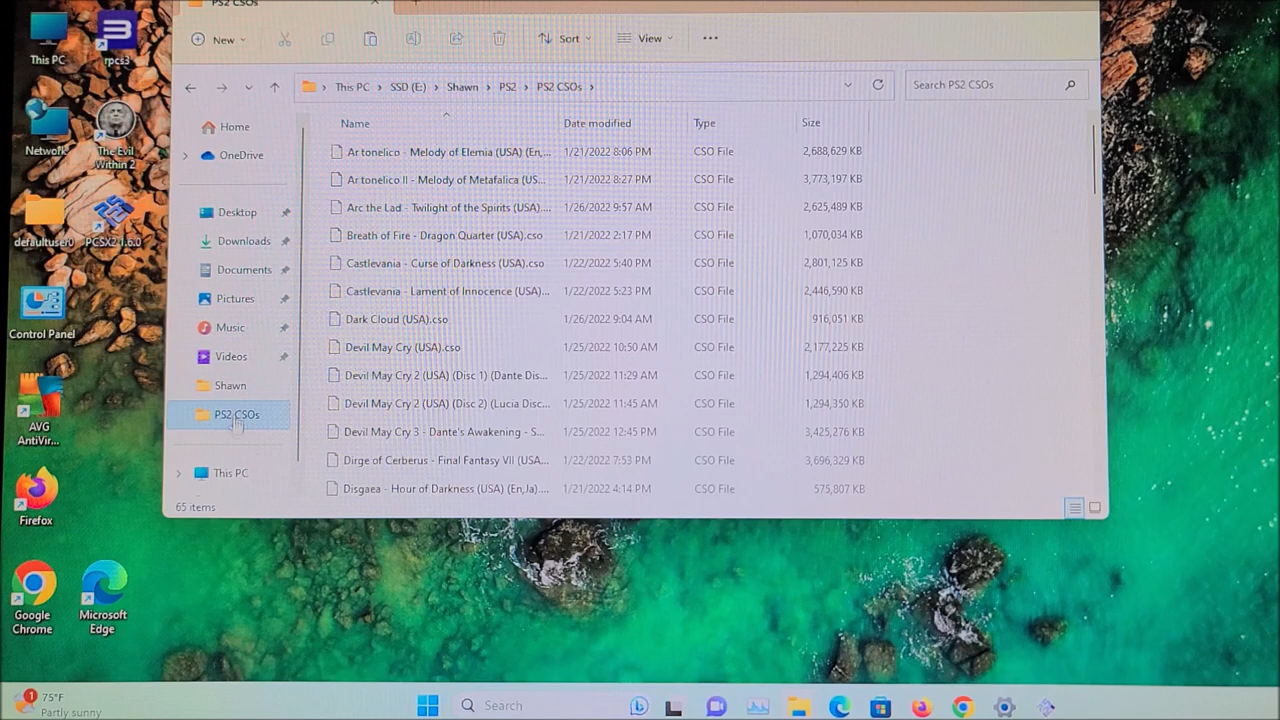 PS2 CSOs
New
Sort
View
This PC > SSD (E:) > Shawn > PS2 > PS2 CSOs >
Search PS2 CSOs
Name Date modified Type Size
Ar tonelico - Melody of Elemia (USA) (En,... 1/21/2022 8:06 PM CSO File KB
Ar tonelico II - Melody of Metafalica (US... 1/21/2022 8:27 PM CSO File 3,773,197 KB
Arc the Lad - Twilight of the Spirits (USA).... 1/26/2022 9:57 AM CSO File 2,625,489 KB
Breath of Fire - Dragon Quarter (USA).cso 1/21/2022 2:17 PM CSO File 1,070,034 KB
Castlevania - Curse of Darkness (USA).cso 1/22/2022 5:40 PM CSO File 2,801,125 KB
Castlevania - Lament of Innocence (USA)... 1/22/2022 5:23 PM CSO File 2,446,590 KB
Dark Cloud (USA).cso 1/26/2022 9:04 AM CSO File 916,051 KB
Devil May Cry (USA).cso 1/25/2022 10:50 AM CSO File 2,177,225 KB
Devil May Cry 2 (USA) (Disc 1) (Dante Dis... 1/25/2022 11:29 AM CSO File 1,294,406 KB
Devil May Cry 2 (USA) (Disc 2) (Lucia Disc... 1/25/2022 11:45 AM CSO File 1,294,350 KB
Devil May Cry 3 - Dante's Awakening - S... 1/25/2022 12:45 PM CSO File 3,425,276 KB
Dirge of Cerberus - Final Fantasy VII (USA... 1/22/2022 7:53 PM CSO File 3,696,329 KB
Disgaea - Hour of Darkness (USA) (En,Ja).... 1/21/2022 4:14 PM CSO File 575,807 KB
Home
OneDrive
Desktop
Downloads
Documents
Pictures
Music
Videos
Shawn
PS2 CSOs
This PC
65 items
This PC
rpcs3
Network
The Evil
Within 2
defaultuser0
PCSX2 1.6.0
Control Panel
AVG
AntiVir...
Firefox
Google
Chrome
Microsoft
Edge
1
75°F
Partly sunny
Search